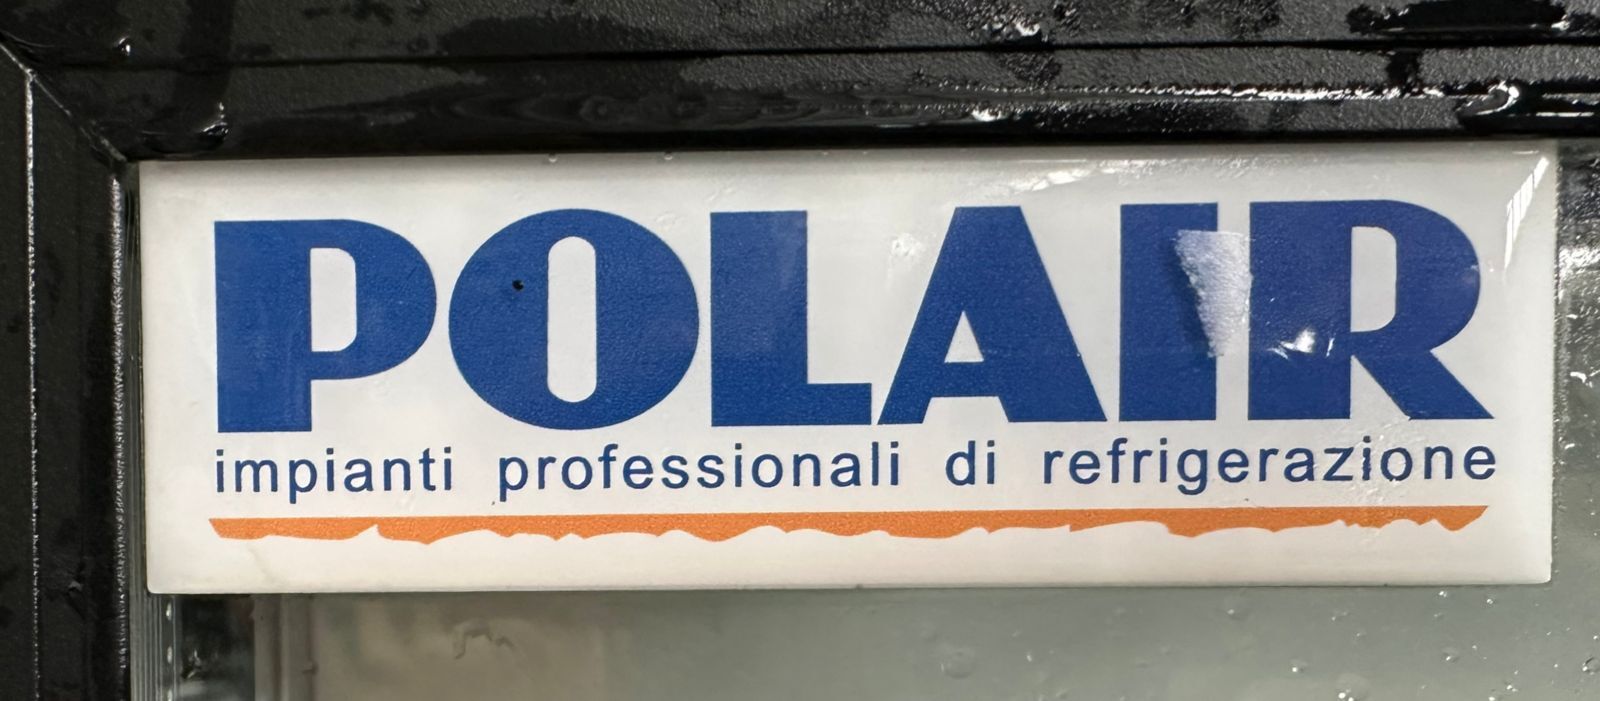 POLAIR
impianti professionali di refrigerazione